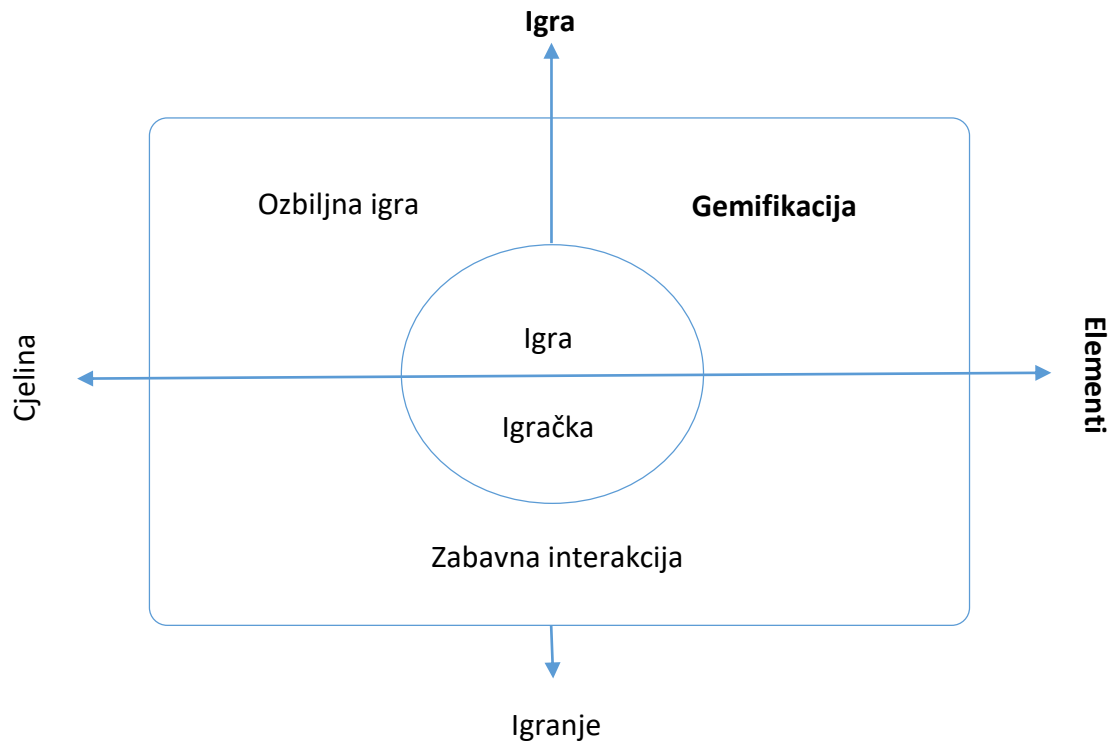 Igra
Ozbiljna igra
Gemifikacija
Igra
Cjelina
Elementi
Igračka
Zabavna interakcija
Igranje